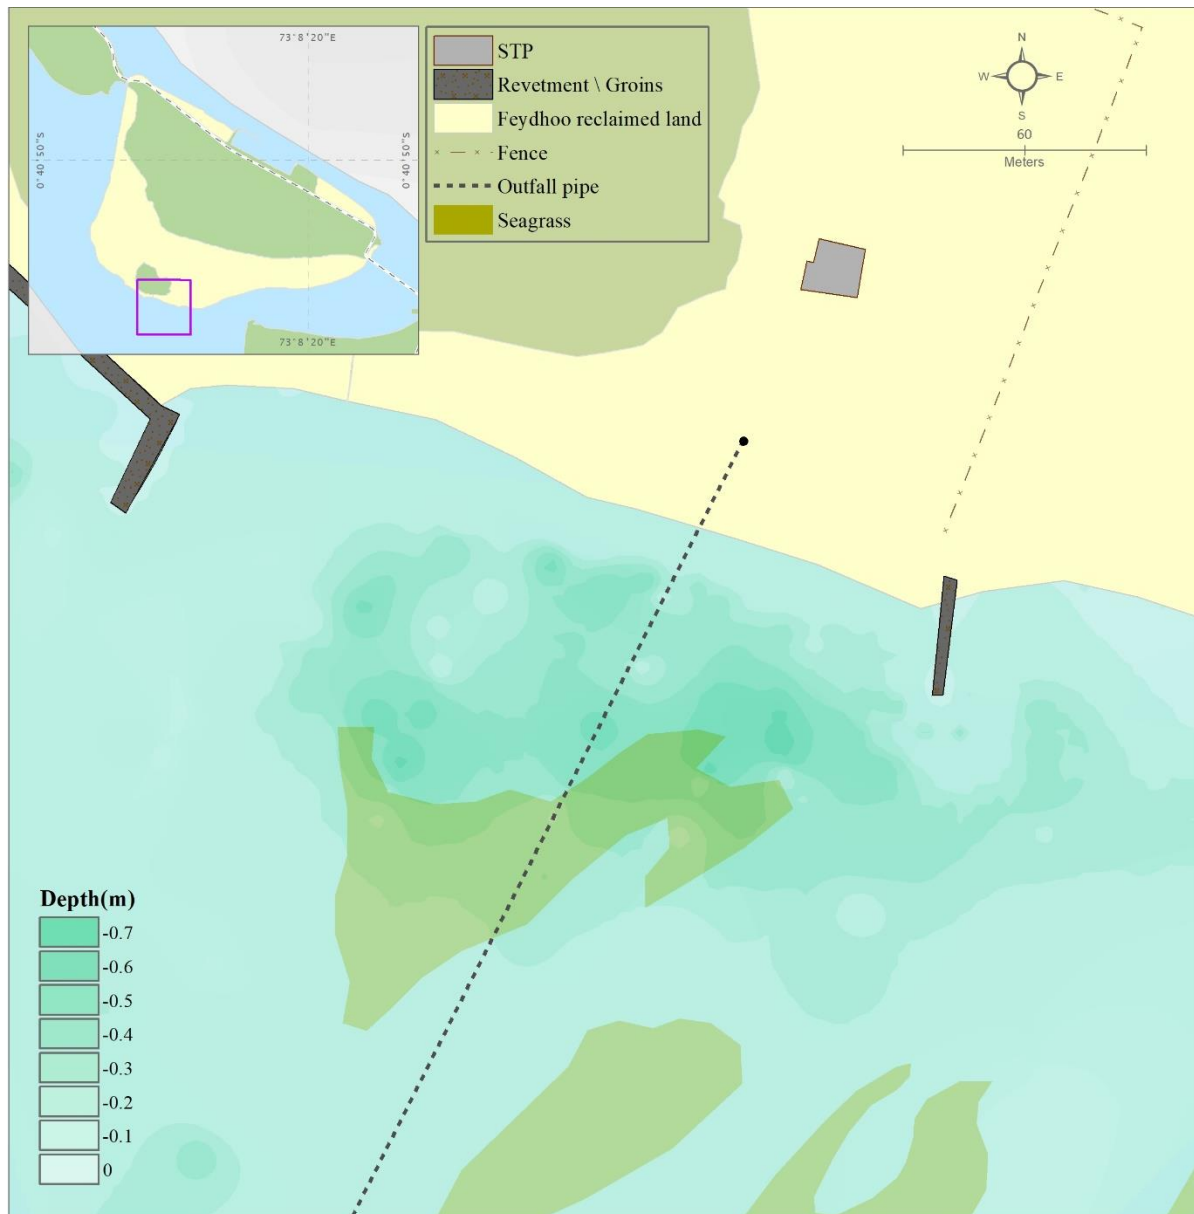 73°8'20"E
0°40'50"S
0°40'50"S
73°8'20"E
STP
Revetment \ Groins
Feydhoo reclaimed land
Fence
Outfall pipe
Seagrass
N
W E
S
60
Meters
Depth(m)
-0.7
-0.6
-0.5
-0.4
-0.3
-0.2
-0.1
0